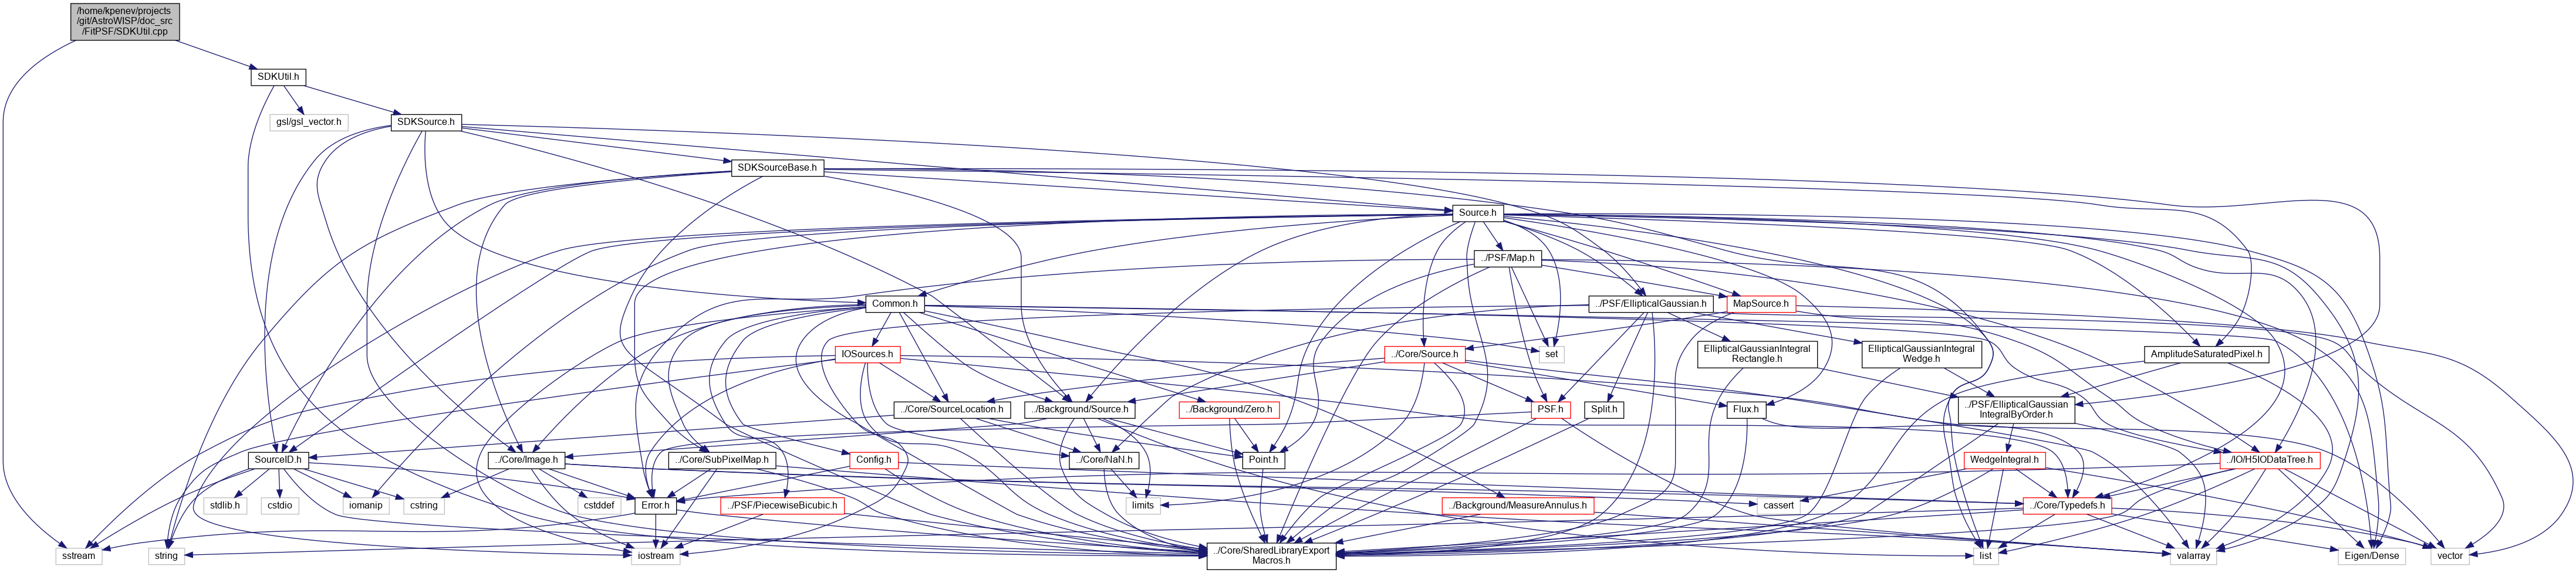 /home/kpenev/projects
/git/AstroWISP/doc_src
/FitPSF/SDKUtil.cpp
SDKUtil.h
gsl/gsl_vector.h
SDKSource.h
SDKSourceBase.h
Source.h
../PSF/Map.h
Common.h
../PSF/EllipticalGaussian.h
MapSource.h
IOSources.h
../Core/Source.h
set
EllipticalGaussianIntegral
Rectangle.h
EllipticalGaussianIntegral
Wedge.h
AmplitudeSaturatedPixel.h
../Core/SourceLocation.h
../Background/Source.h
../Background/Zero.h
PSF.h
Split.h
Flux.h
../PSF/EllipticalGaussian
IntegralByOrder.h
SourceID.h
../Core/Image.h
../Core/SubPixelMap.h
Config.h
../Core/NaN.h
Point.h
WedgeIntegral.h
../IO/H5IODataTree.h
stdlib.h
cstdio
iomanip
cstring
cstddef
Error.h
../PSF/PiecewiseBicubic.h
limits
../Background/MeasureAnnulus.h
cassert
../Core/Typedefs.h
sstream
string
iostream
../Core/SharedLibraryExport
Macros.h
list
valarray
Eigen/Dense
vector